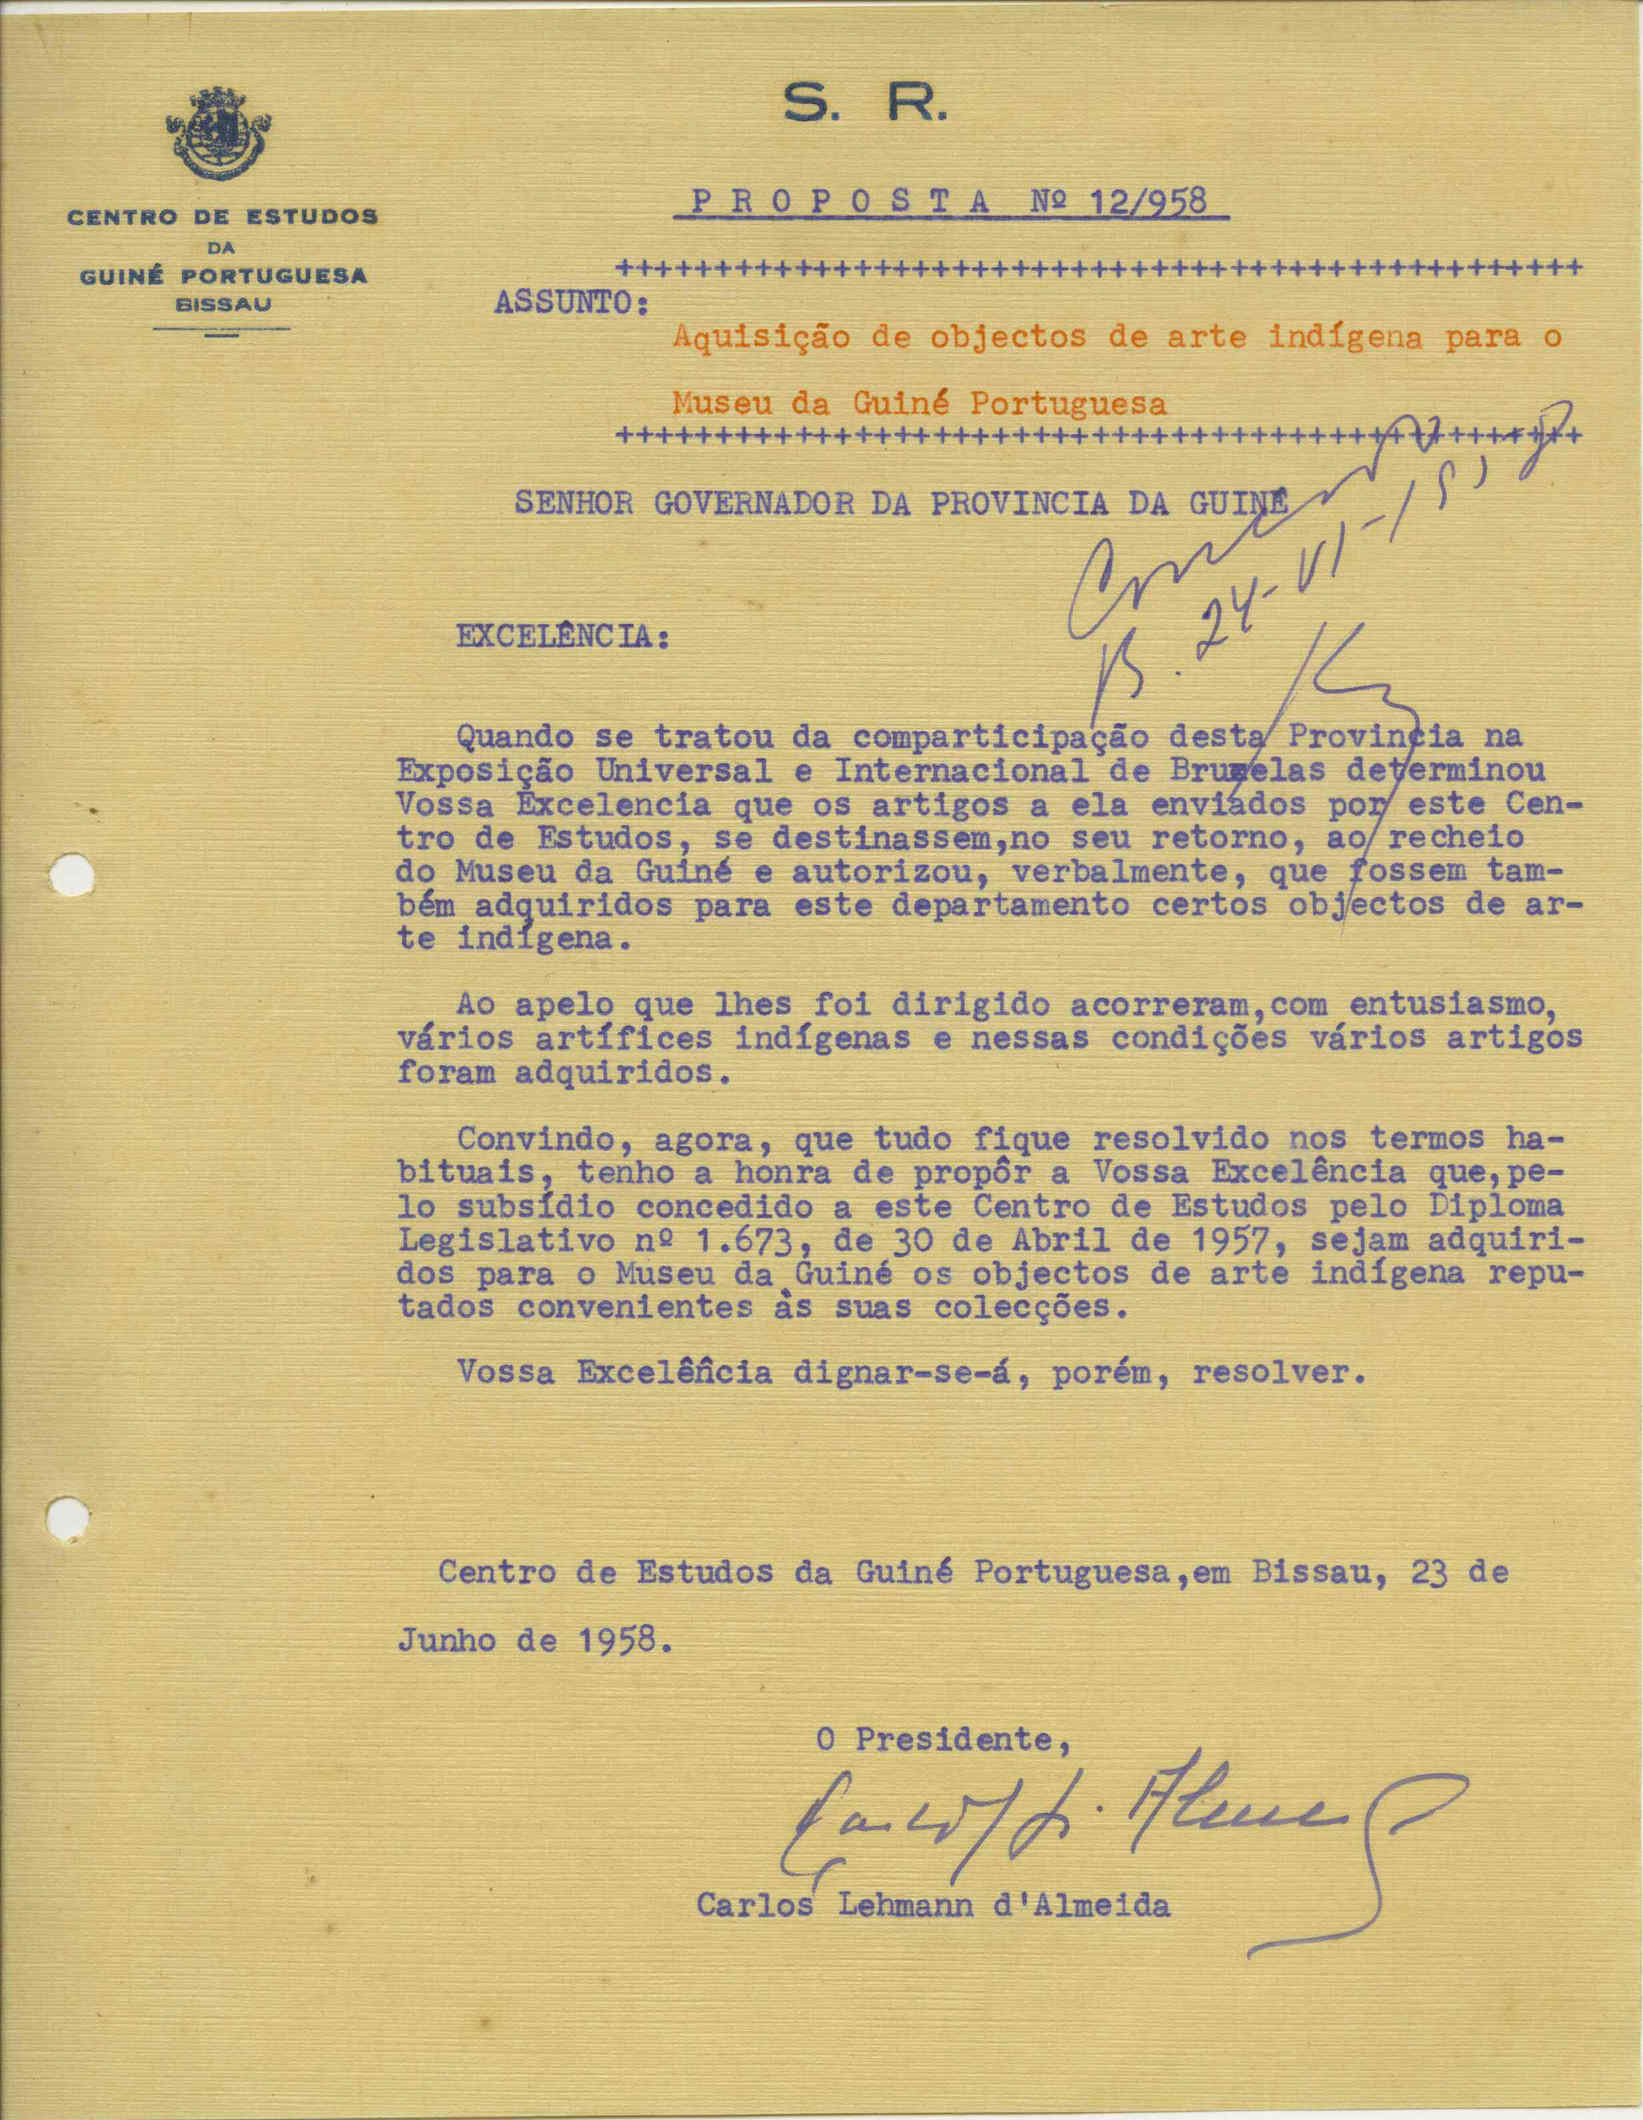 S. R.
CENTRO DE ESTUDOS
DA
GUINÉ PORTUGUESA
BISSAU
PROPOSTA Nº 12/958
+++++++++++++++++++++++++++++++++++++++++++++++++
ASSUNTO:
Aquisição de objectos de arte indígena para o
Museu da Guiné Portuguesa
+++++++++++++++++++++++++++++++++++++++++++++++++
SENHOR GOVERNADOR DA PROVINCIA DA GUINÉ
B. 24-VI-
EXCELÊNCIA:
Quando se tratou da comparticipação desta Provincia na
Exposição Universal e Internacional de Bruxelas determinou
Vossa Excelencia que os artigos a ela enviados por este Cen-
tro de Estudos, se destinassem,no seu retorno, ao recheio
do Museu da Guiné e autorizou, verbalmente, que fossem tam-
bém adquiridos para este departamento certos objectos de ar-
te indígena.
Ao apelo que lhes foi dirigido acorreram,com entusiasmo,
vários artífices indígenas e nessas condições vários artigos
foram adquiridos.
Convindo, agora, que tudo fique resolvido nos termos ha-
bituais, tenho a honra de propôr a Vossa Excelência que,pe-
lo subsídio concedido a este Centro de Estudos pelo Diploma
Legislativo nº 1.673, de 30 de Abril de 1957, sejam adquiri-
dos para o Museu da Guiné os objectos de arte indígena repu-
tados convenientes às suas colecções.
Vossa Excelência dignar-se-á, porém, resolver.
Centro de Estudos da Guiné Portuguesa,em Bissau, 23 de
Junho de 1958.
O Presidente,
Carlos L. Almeida
Carlos Lehmann d'Almeida